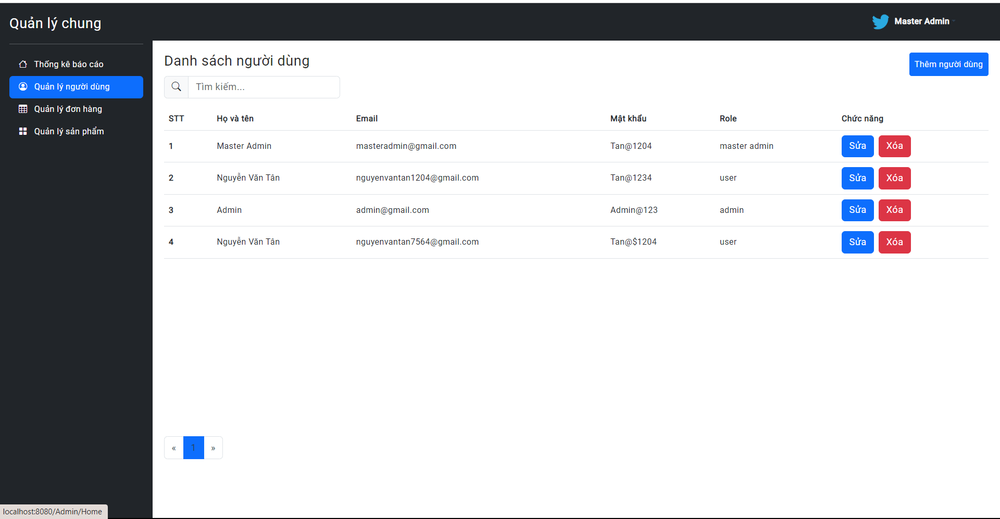 Quản lý chung
Master Admin
Thống kê báo cáo
Quản lý người dùng
Quản lý đơn hàng
Quản lý sản phẩm
Danh sách người dùng
Thêm người dùng
Tìm kiếm...
STT Họ và tên Email Mật khẩu Role Chức năng
1 Master Admin masteradmin@gmail.com Tan@1204 master admin Sửa Xóa
2 Nguyễn Văn Tân nguyenvantan1204@gmail.com Tan@1234 user Sửa Xóa
3 Admin admin@gmail.com Admin@123 admin Sửa Xóa
4 Nguyễn Văn Tân nguyenvantan7564@gmail.com Tan@$1204 user Sửa Xóa
« 1 »
localhost:8080/Admin/Home